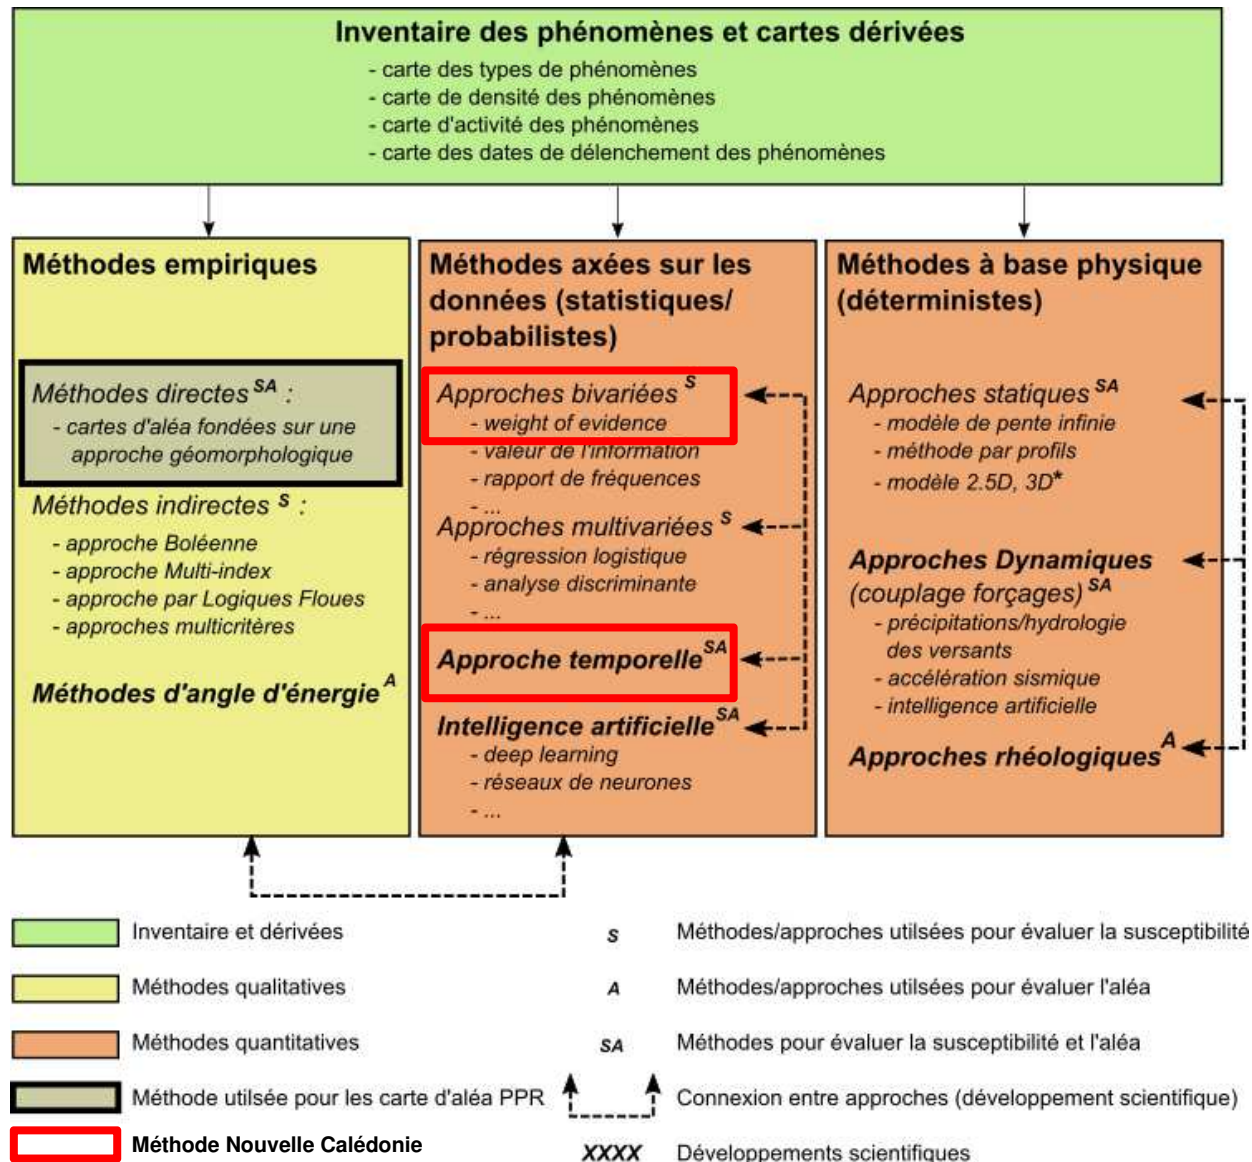 Inventaire des phénomènes et cartes dérivées
- carte des types de phénomènes
- carte de densité des phénomènes
- carte d'activité des phénomènes
- carte des dates de délenchement des phénomènes
Méthodes empiriques
Méthodes directes SA :
- cartes d'aléa fondées sur une
approche géomorphologique
Méthodes indirectes S :
- approche Boléenne
- approche Multi-index
- approche par Logiques Floues
- approches multicritères
Méthodes d'angle d'énergie A
Méthodes axées sur les
données (statistiques/
probabilistes)
Approches bivariées S
- weight of evidence
- valeur de l'information
- rapport de fréquences
- ...
Approches multivariées S
- régression logistique
- analyse discriminante
- ...
Approche temporelle SA
Intelligence artificielle SA
- deep learning
- réseaux de neurones
- ...
Méthodes à base physique
(déterministes)
Approches statiques SA
- modèle de pente infinie
- méthode par profils
- modèle 2.5D, 3D*
Approches Dynamiques
(couplage forçages) SA
- précipitations/hydrologie
des versants
- accélération sismique
- intelligence artificielle
Approches rhéologiques A
Inventaire et dérivées
Méthodes qualitatives
Méthodes quantitatives
Méthode utilsée pour les carte d'aléa PPR
Méthode Nouvelle Calédonie
S Méthodes/approches utilsées pour évaluer la susceptibilité
A Méthodes/approches utilsées pour évaluer l'aléa
SA Méthodes pour évaluer la susceptibilité et l'aléa
Connexion entre approches (développement scientifique)
XXXX Développements scientifiques